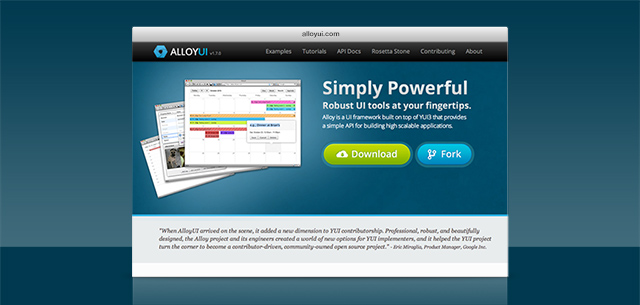 alloyui.com
ALLOYUI v1.7.0
Examples Tutorials API Docs Rosetta Stone Contributing About
Simply Powerful
Robust UI tools at your fingertips.
Alloy is a UI framework built on top of YUI3 that provides
a simple API for building high scalable applications.
Download Fork
"When AlloyUI arrived on the scene, it added a new dimension to YUI contributorship. Professional, robust, and beautifully
designed, the Alloy project and its engineers created a world of new options for YUI implementers, and it helped the YUI project
turn the corner to become a contributor-driven, community-owned open source project." - Eric Miraglia, Product Manager, Google Inc.